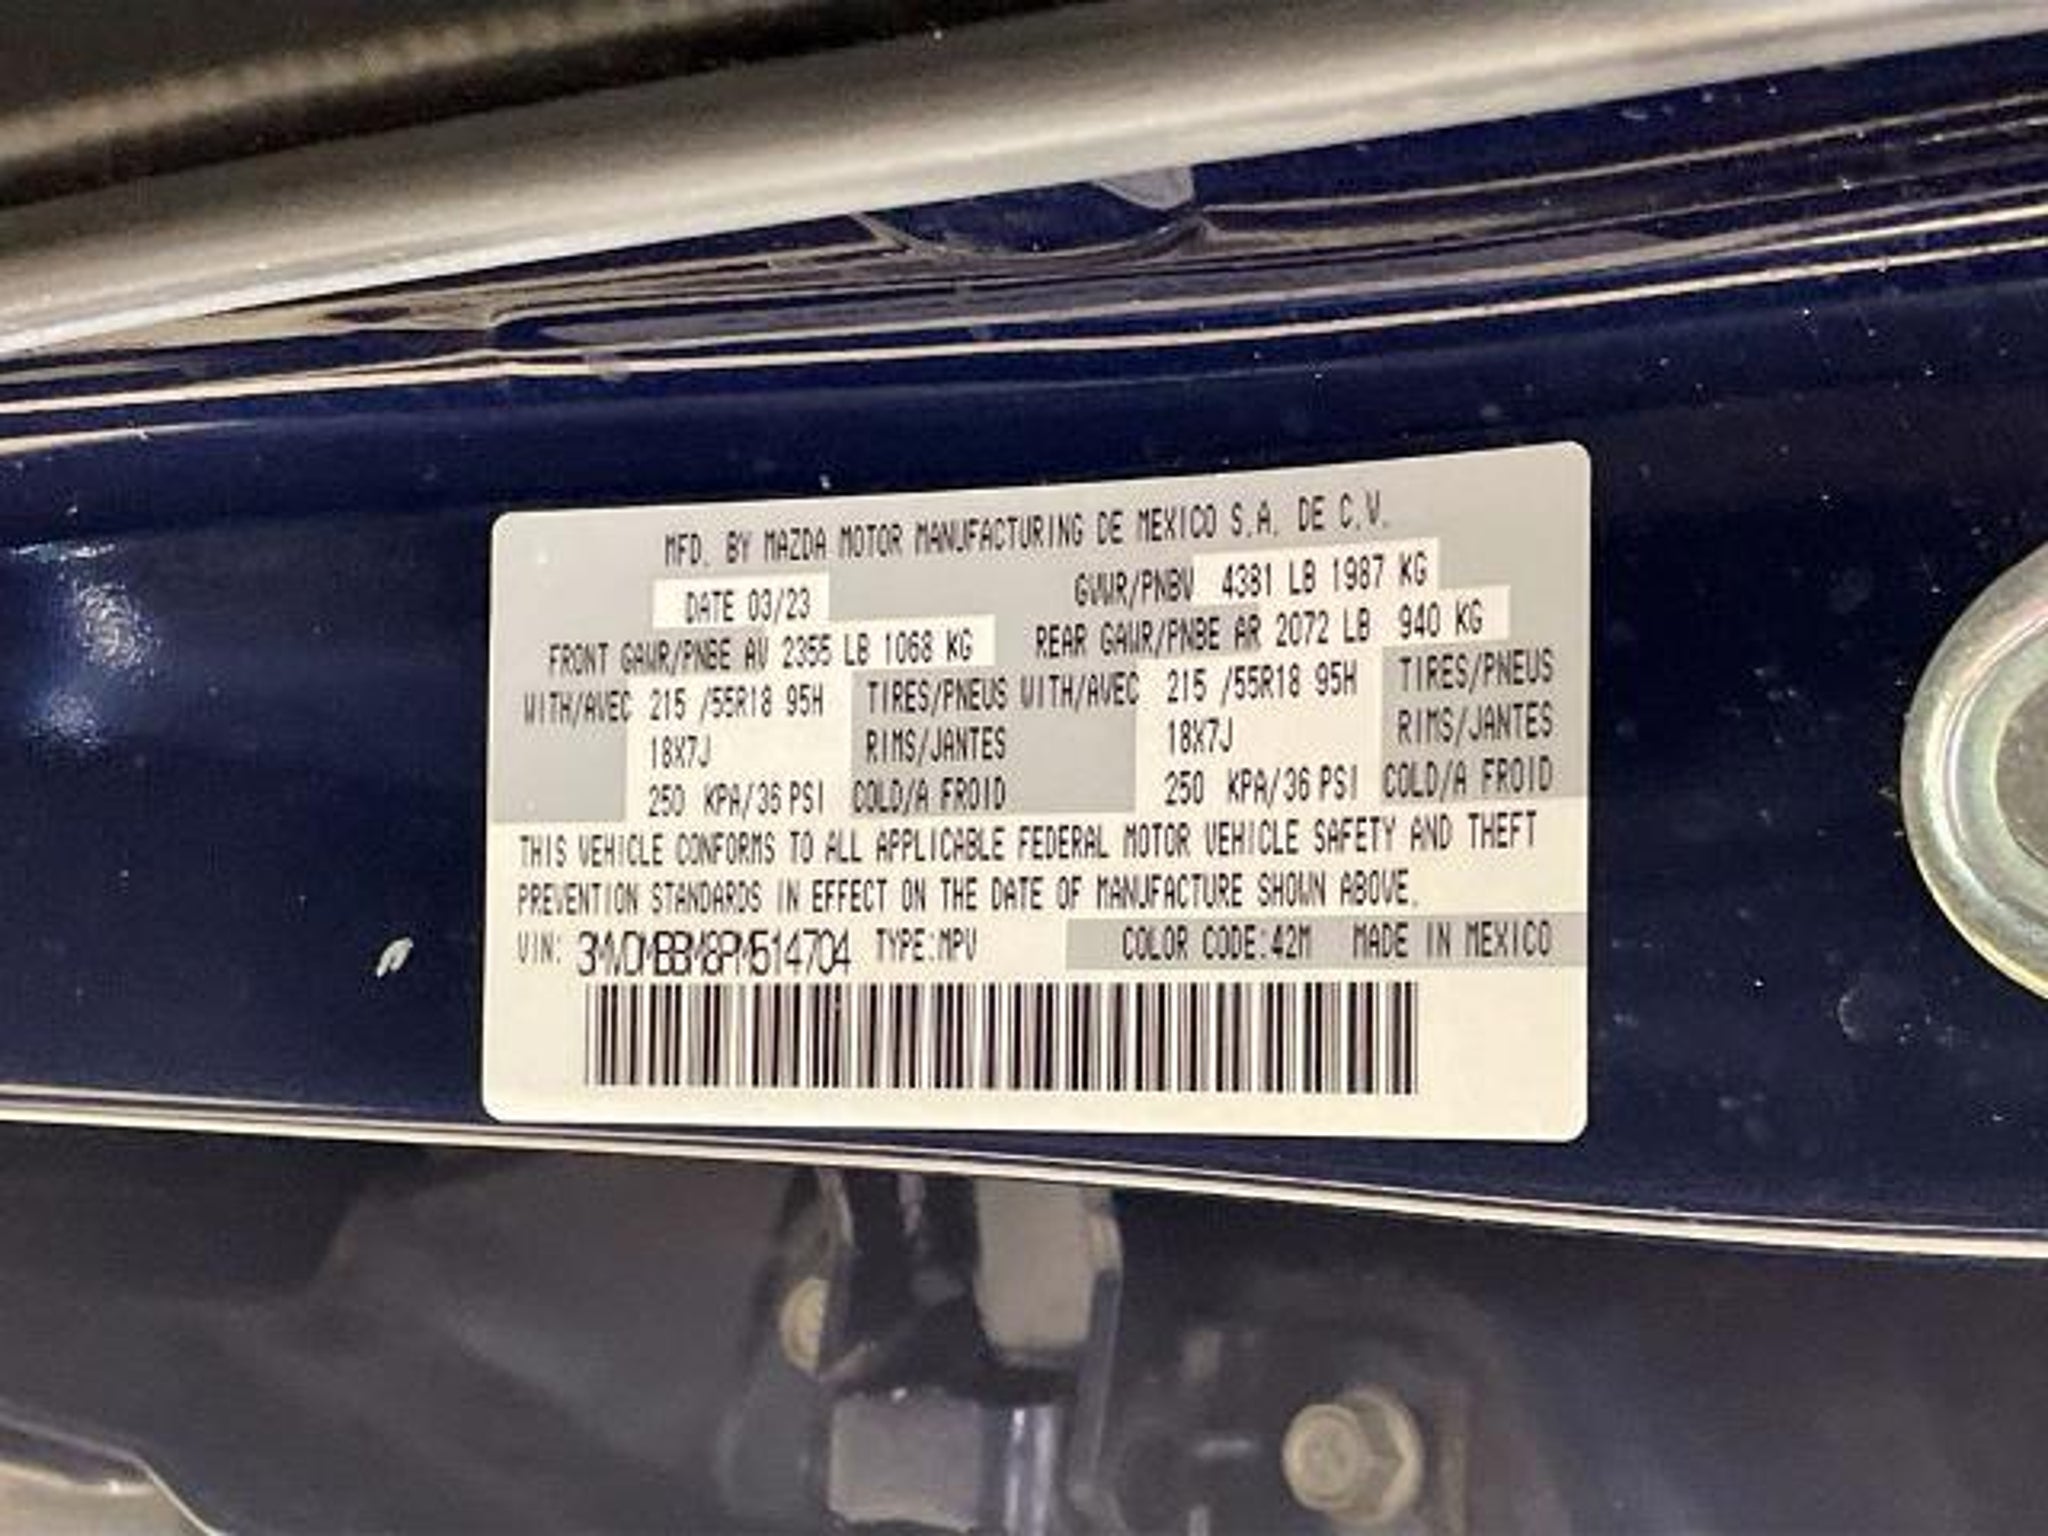 MFD. BY MAZDA MOTOR MANUFACTURING DE MEXICO S.A. DE C.V.
DATE 03/23 GVWR/PNBV 4381 LB 1987 KG
FRONT GAWR/PNBE AV 2355 LB 1068 KG REAR GAWR/PNBE AR 2072 LB 940 KG
WITH/AVEC 215 /55R18 95H TIRES/PNEUS WITH/AVEC 215 /55R18 95H TIRES/PNEUS
18X7J RIMS/JANTES 18X7J RIMS/JANTES
250 KPA/36 PSI COLD/A FROID 250 KPA/36 PSI COLD/A FROID
THIS VEHICLE CONFORMS TO ALL APPLICABLE FEDERAL MOTOR VEHICLE SAFETY AND THEFT
PREVENTION STANDARDS IN EFFECT ON THE DATE OF MANUFACTURE SHOWN ABOVE.
VIN: 3MVDMBBM8PM514704 TYPE:MPV COLOR CODE:42M MADE IN MEXICO